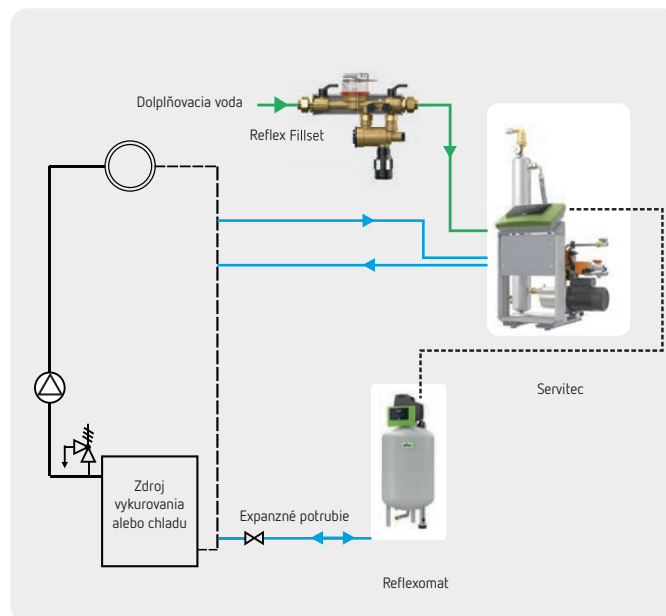 Dolplňovacia voda
Reflex Fillset
Servitec
Zdroj
vykurovania
alebo chladu
Expanzné potrubie
Reflexomat